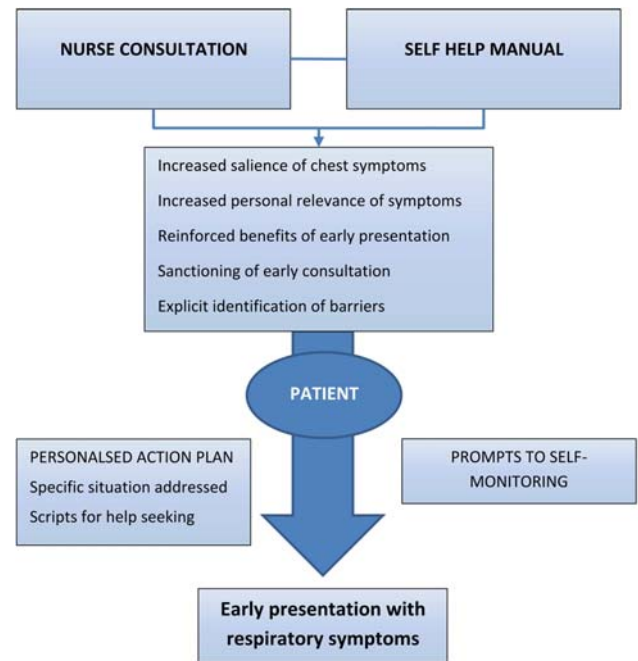 NURSE CONSULTATION
SELF HELP MANUAL
Increased salience of chest symptoms
Increased personal relevance of symptoms
Reinforced benefits of early presentation
Sanctioning of early consultation
Explicit identification of barriers
PATIENT
PERSONALSED ACTION PLAN
Specific situation addressed
Scripts for help seeking
PROMPTS TO SELF-
MONITORING
Early presentation with
respiratory symptoms